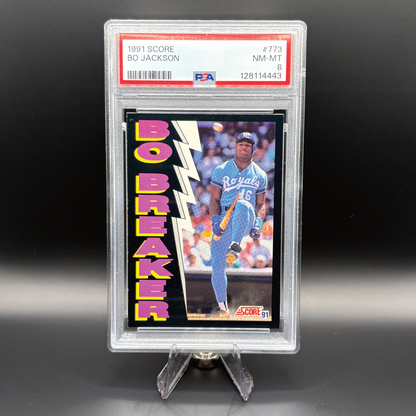 1991 SCORE #773
BO JACKSON NM-MT
8
PSA 128114443
BO BREAKER
Royals
16
SCORE 91